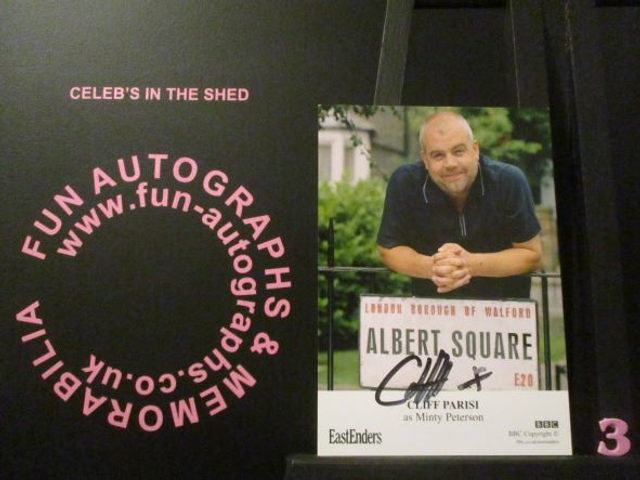 CELEB'S IN THE SHED
FUN AUTOGRAPHS & MEMORABILIA
www.fun-autographs.co.uk
LONDON BOROUGH OF WALFORD
ALBERT SQUARE
E20
Cliff x
CLIFF PARISI
as Minty Peterson
EastEnders
BBC
BBC Copyright ©
3